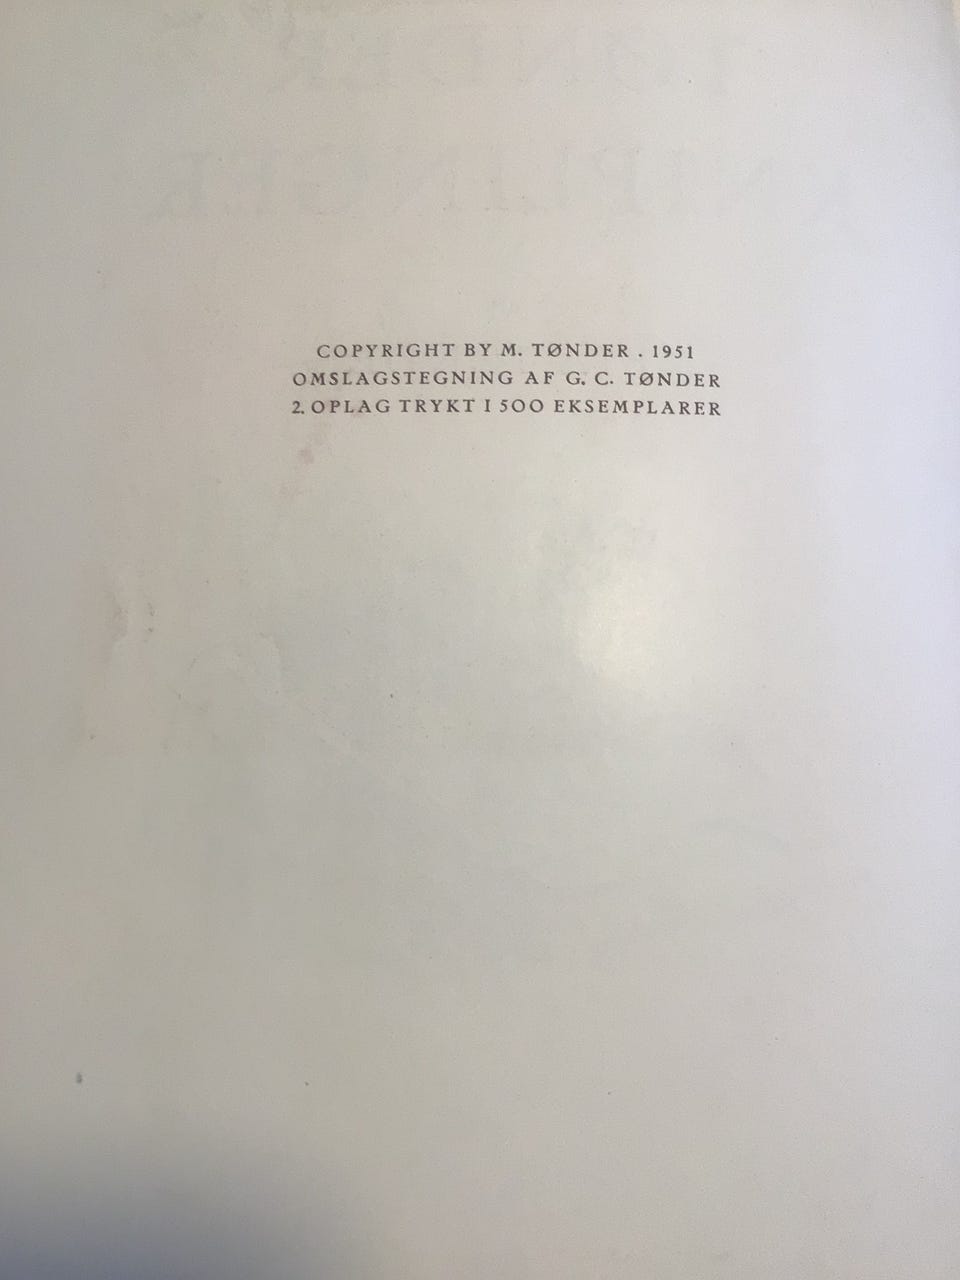 COPYRIGHT BY M. TØNDER . 1951
OMSLAGSTEGNING AF G. C. TØNDER
2. OPLAG TRYKT I 500 EKSEMPLARER